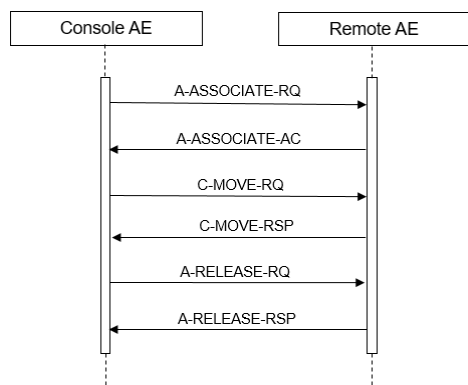 Console AE
Remote AE
A-ASSOCIATE-RQ
A-ASSOCIATE-AC
C-MOVE-RQ
C-MOVE-RSP
A-RELEASE-RQ
A-RELEASE-RSP